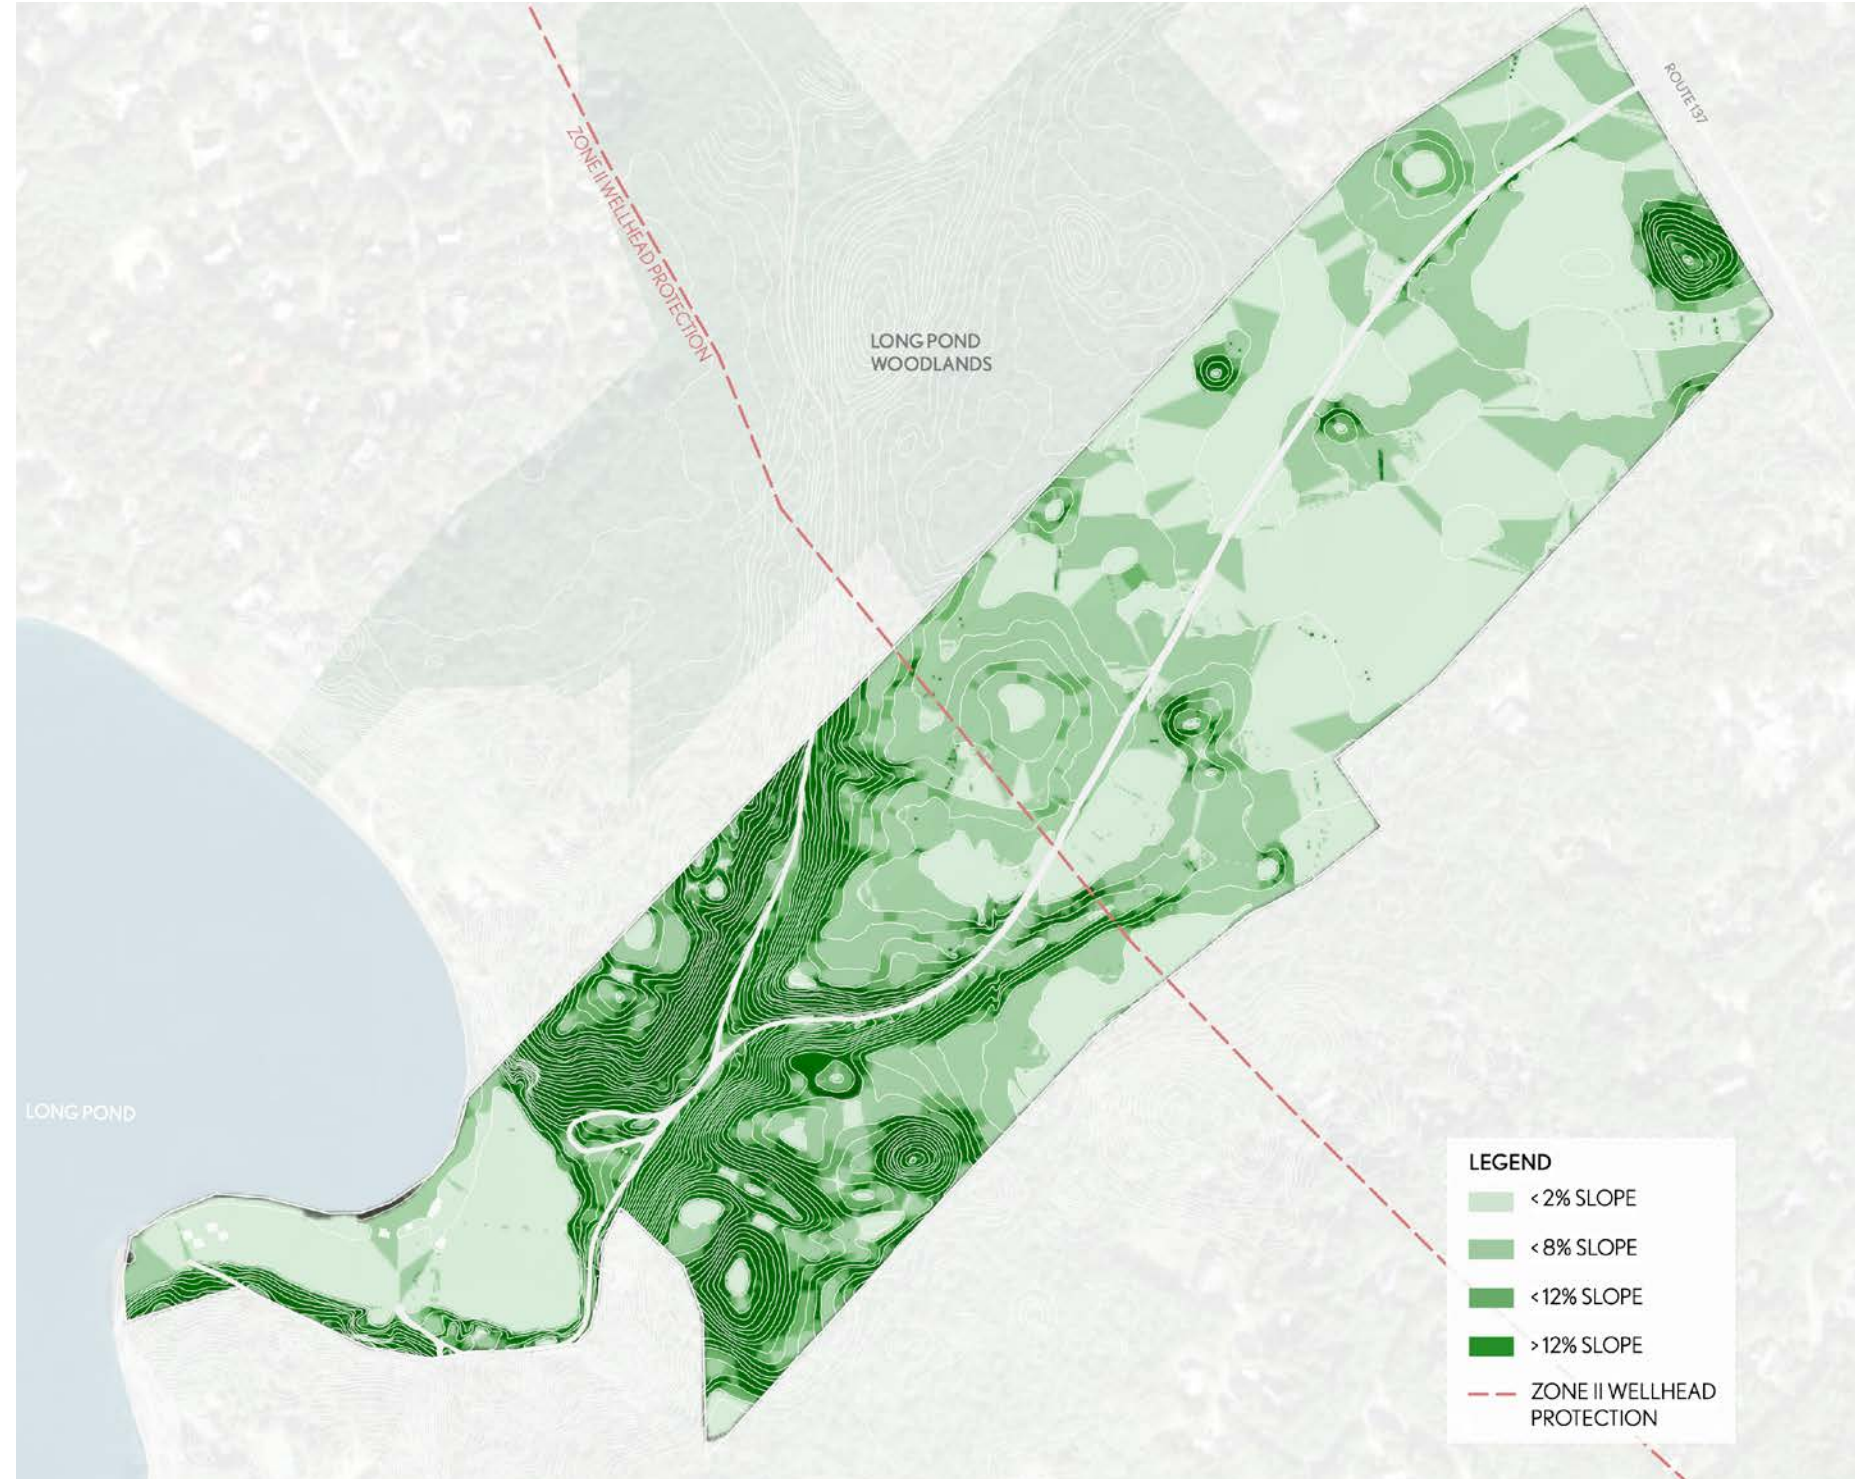 ROUTE 137
ZONE II WELLHEAD PROTECTION
LONG POND
WOODLANDS
LONG POND
LEGEND
<2% SLOPE
<8% SLOPE
<12% SLOPE
>12% SLOPE
ZONE II WELLHEAD
PROTECTION